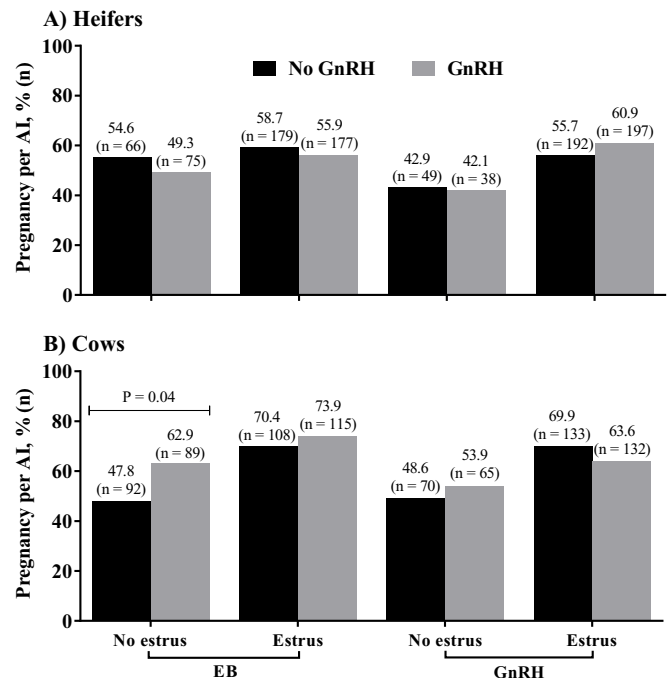 A) Heifers
No GnRH GnRH
Pregnancy per AI, % (n)
100
80
60
40
20
0
54.6
(n = 66)
49.3
(n = 75)
58.7
(n = 179)
55.9
(n = 177)
42.9
(n = 49)
42.1
(n = 38)
55.7
(n = 192)
60.9
(n = 197)
B) Cows
Pregnancy per AI, % (n)
100
80
60
40
20
0
P = 0.04
47.8
(n = 92)
62.9
(n = 89)
70.4
(n = 108)
73.9
(n = 115)
48.6
(n = 70)
53.9
(n = 65)
69.9
(n = 133)
63.6
(n = 132)
No estrus Estrus No estrus Estrus
EB GnRH